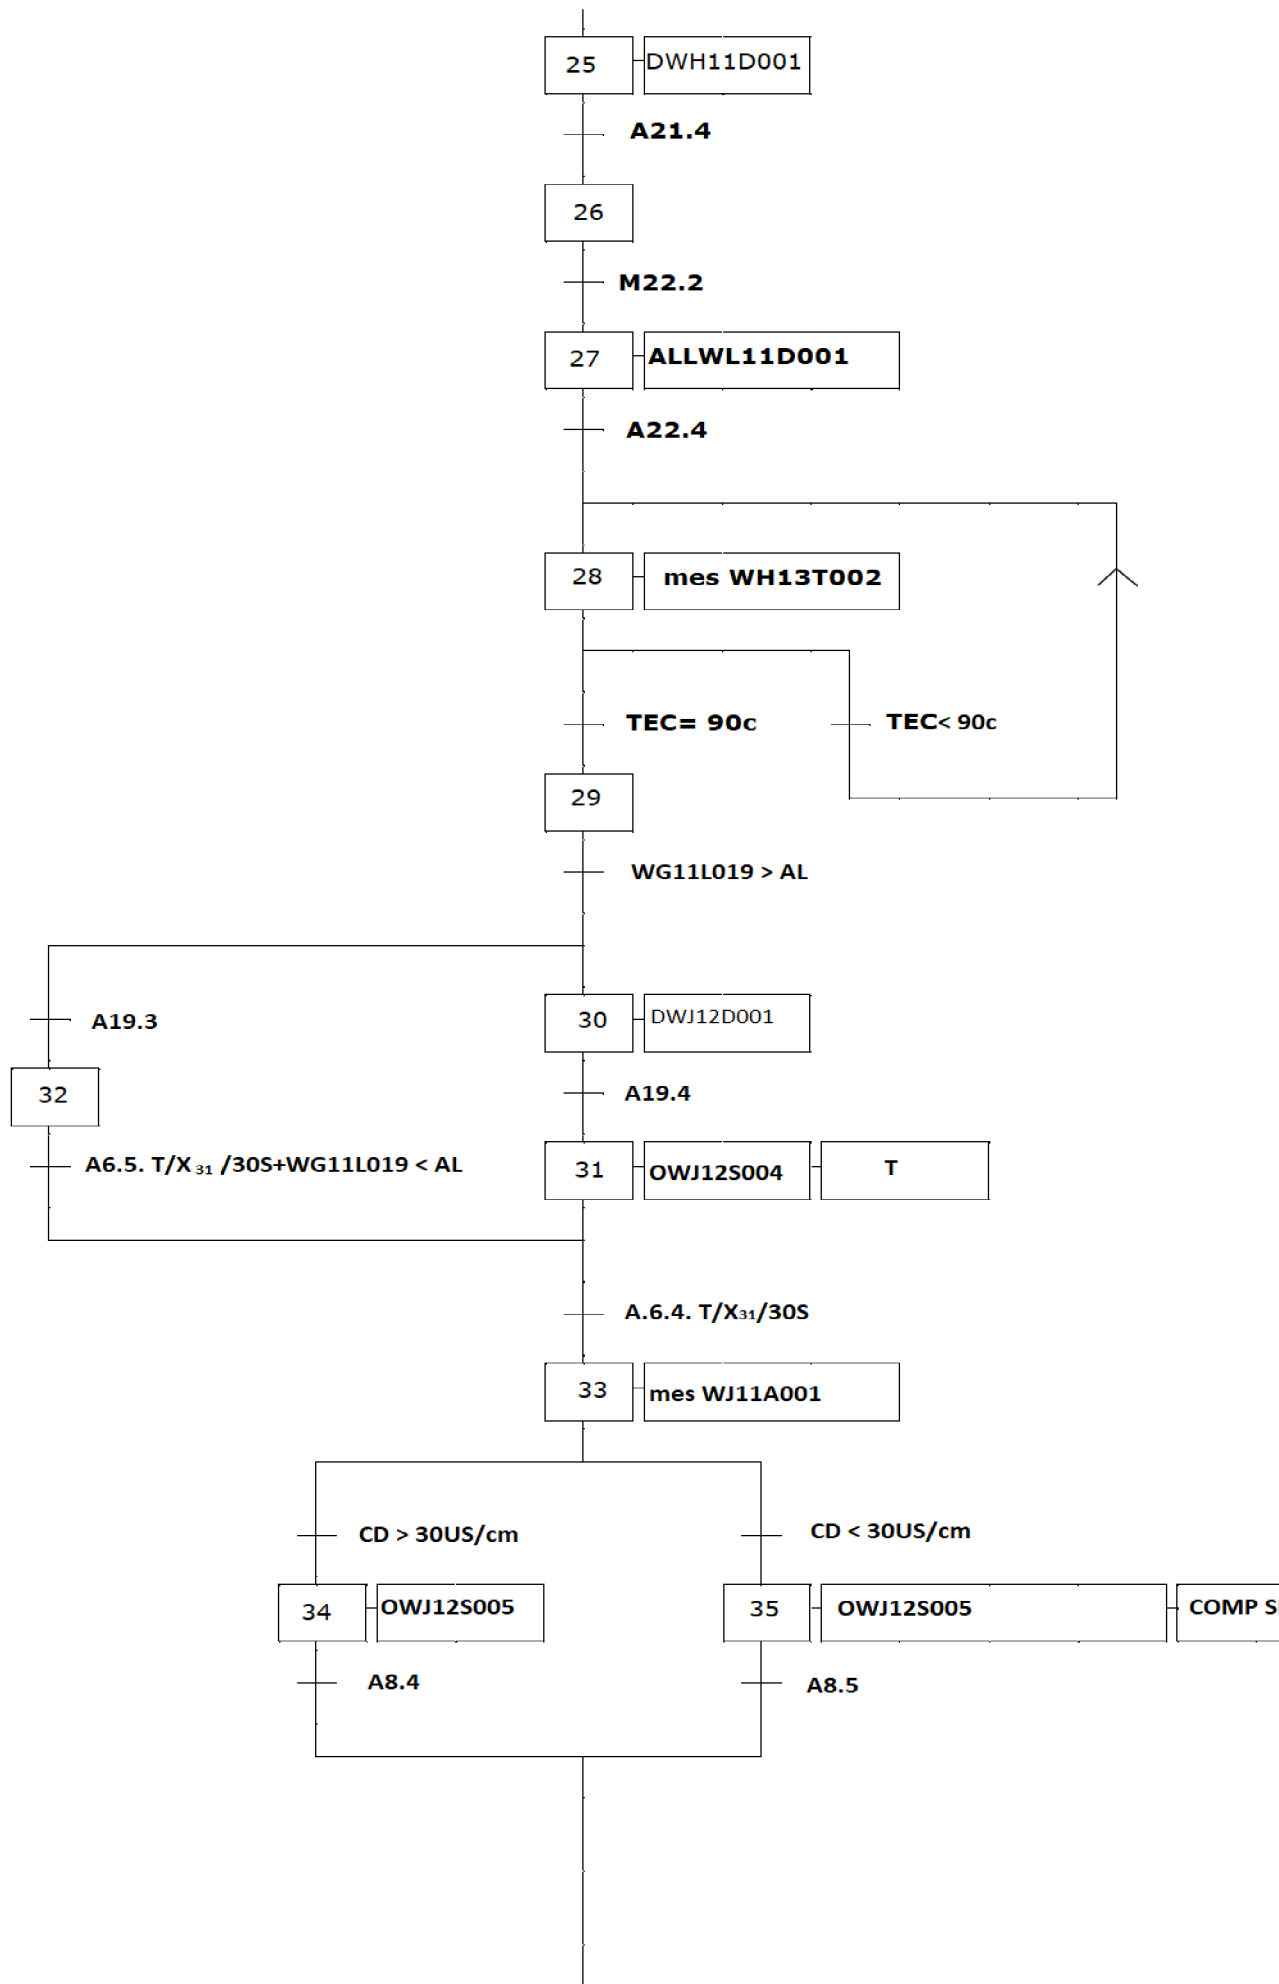 25 DWH11D001
A21.4
26
M22.2
27 ALLWL11D001
A22.4
28 mes WH13T002
TEC= 90c TEC< 90c
29
WG11L019 > AL
A19.3 30 DWJ12D001
32 A19.4
A6.5. T/X 31 /30S+WG11L019 < AL 31 OWJ12S004 T
A.6.4. T/X31/30S
33 mes WJ11A001
CD > 30US/cm CD < 30US/cm
34 OWJ12S005 35 OWJ12S005 COMP
A8.4 A8.5